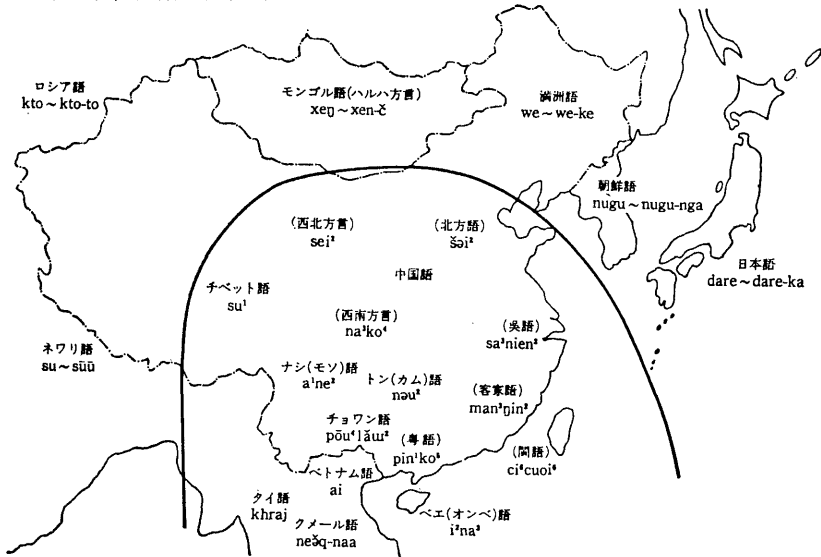 ロシア語
kto～kto-to
モンゴル語(ハルハ方言)
xeŋ～xen-č
満洲語
we～we-ke
朝鮮語
nugu～nugu-nga
日本語
dare～dare-ka
(西北方言)
sei²
(北方語)
šəi²
中国語
チベット語
su¹
(西南方言)
na³ko⁴
(呉語)
sa³nien²
ネワリ語
su～sūū
ナシ(モソ)語
a¹ne²
トン(カム)語
nəu²
(客家語)
man³ŋin²
チョワン語
pōu⁴lăɯ²
(粤語)
pin¹ko⁵
(閩語)
ci⁶cuoi⁶
ベトナム語
ai
タイ語
khraj
クメール語
neăq-naa
ベエ(オンベ)語
i²na³